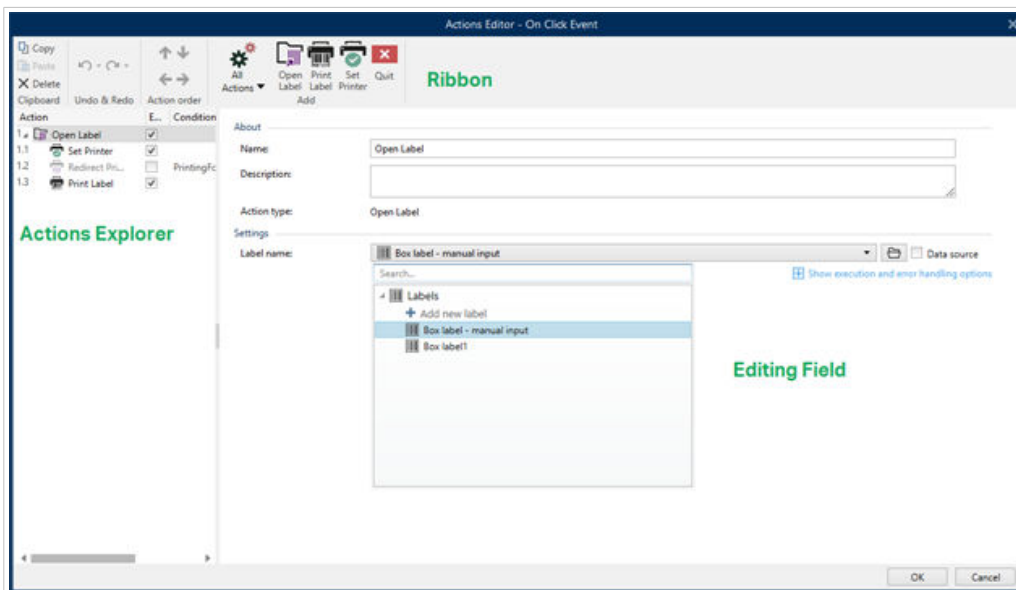 Actions Editor - On Click Event
Copy
Paste
Delete
Clipboard
Undo & Redo
Action order
All Actions
Open Label
Print Label
Set Printer
Quit
Add
Ribbon
Action E... Condition
1 Open Label
1.1 Set Printer
1.2 Redirect Pri... PrintingFc
1.3 Print Label
Actions Explorer
About
Name: Open Label
Description:
Action type: Open Label
Settings
Label name: Box label - manual input Data source
Search...
Show execution and error handling options
Labels
Add new label
Box label - manual input
Box label1
Editing Field
OK Cancel